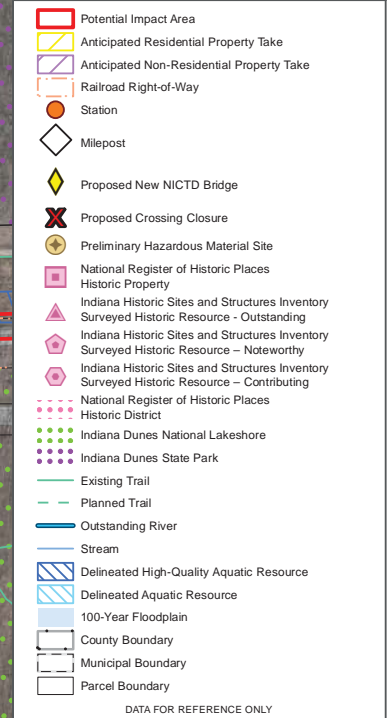 Potential Impact Area
Anticipated Residential Property Take
Anticipated Non-Residential Property Take
Railroad Right-of-Way
Station
Milepost
Proposed New NICTD Bridge
Proposed Crossing Closure
Preliminary Hazardous Material Site
National Register of Historic Places
Historic Property
Indiana Historic Sites and Structures Inventory
Surveyed Historic Resource - Outstanding
Indiana Historic Sites and Structures Inventory
Surveyed Historic Resource – Noteworthy
Indiana Historic Sites and Structures Inventory
Surveyed Historic Resource – Contributing
National Register of Historic Places
Historic District
Indiana Dunes National Lakeshore
Indiana Dunes State Park
Existing Trail
Planned Trail
Outstanding River
Stream
Delineated High-Quality Aquatic Resource
Delineated Aquatic Resource
100-Year Floodplain
County Boundary
Municipal Boundary
Parcel Boundary
DATA FOR REFERENCE ONLY